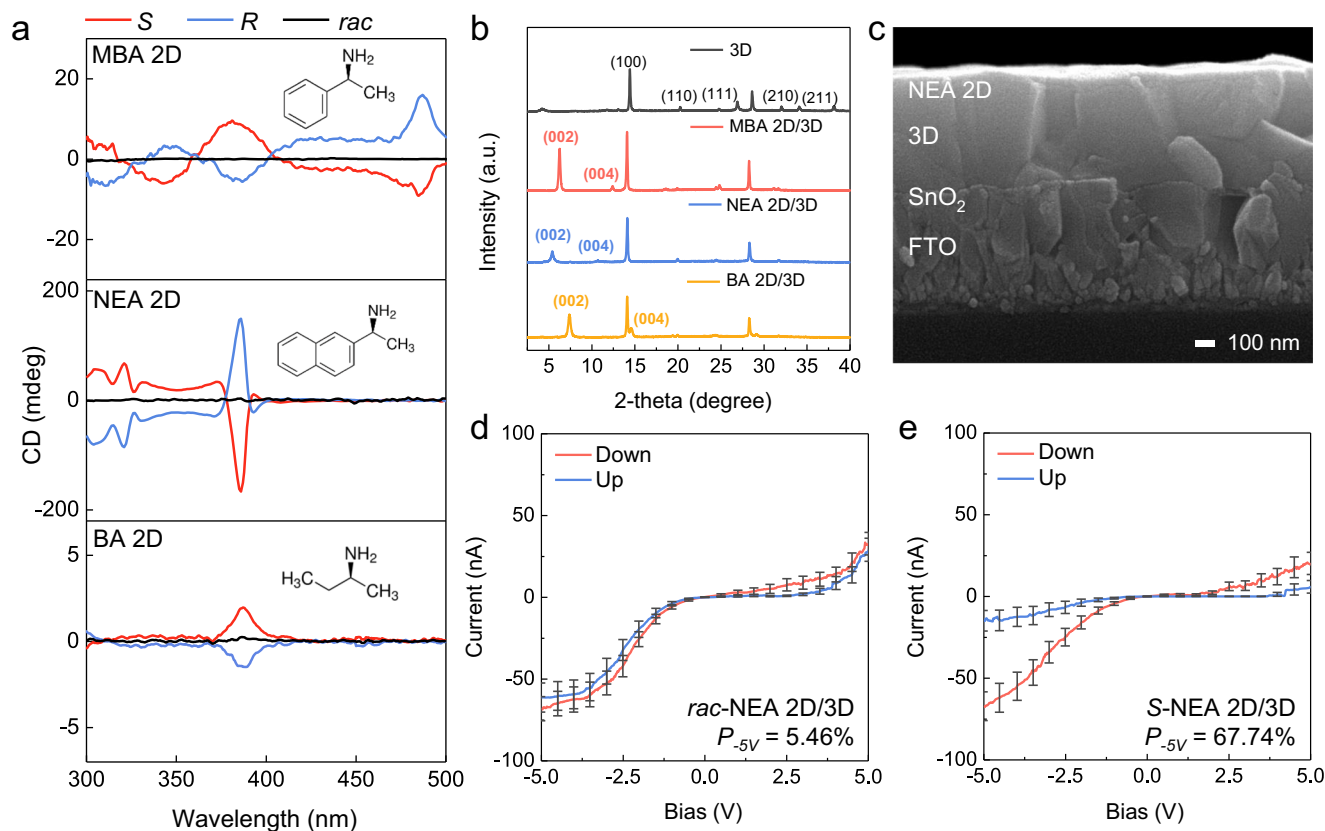 a
S R rac
MBA 2D
NH2
CH3
20
0
-20
NEA 2D
NH2
CH3
200
0
-200
BA 2D
NH2
H3C CH3
5
0
-5
CD (mdeg)
300 350 400 450 500
Wavelength (nm)
b
3D
(100)
(110) (111) (210) (211)
MBA 2D/3D
(002)
(004)
NEA 2D/3D
(002)
(004)
BA 2D/3D
(002)
(004)
Intensity (a.u.)
5 10 15 20 25 30 35 40
2-theta (degree)
c
NEA 2D
3D
SnO2
FTO
100 nm
d
Down
Up
100
50
0
-50
-100
Current (nA)
rac-NEA 2D/3D
P-5V = 5.46%
-5.0 -2.5 0.0 2.5 5.0
Bias (V)
e
Down
Up
100
50
0
-50
-100
Current (nA)
S-NEA 2D/3D
P-5V = 67.74%
-5.0 -2.5 0.0 2.5 5.0
Bias (V)